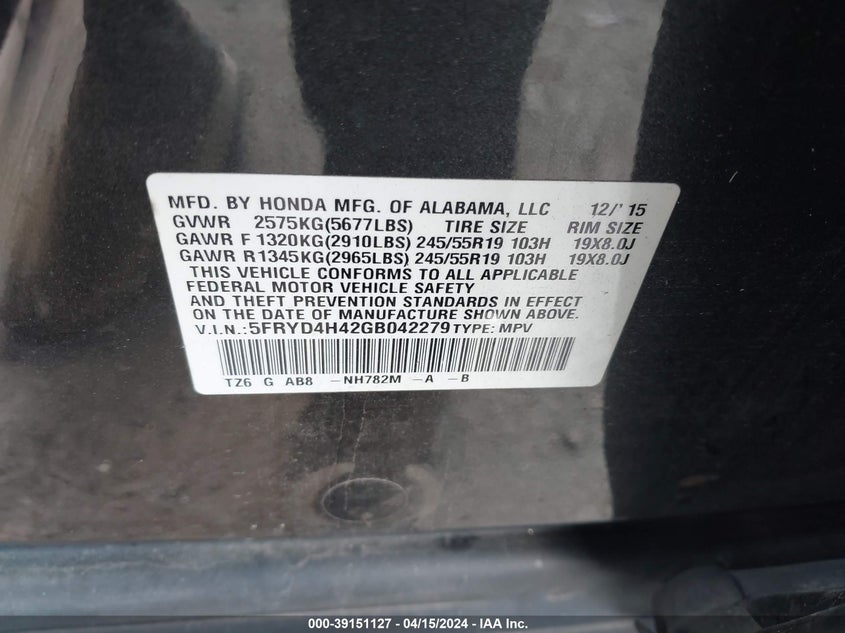 MFD. BY HONDA MFG. OF ALABAMA, LLC 12/' 15
GVWR 2575KG(5677LBS) TIRE SIZE RIM SIZE
GAWR F 1320KG(2910LBS) 245/55R19 103H 19X8.0J
GAWR R 1345KG(2965LBS) 245/55R19 103H 19X8.0J
THIS VEHICLE CONFORMS TO ALL APPLICABLE
FEDERAL MOTOR VEHICLE SAFETY
AND THEFT PREVENTION STANDARDS IN EFFECT
ON THE DATE OF MANUFACTURE SHOWN ABOVE.
V.I.N.: 5FRYD4H42GB042279 TYPE: MPV
TZ6 G AB8 -NH782M -A -B
000-39151127 - 04/15/2024 - IAA Inc.